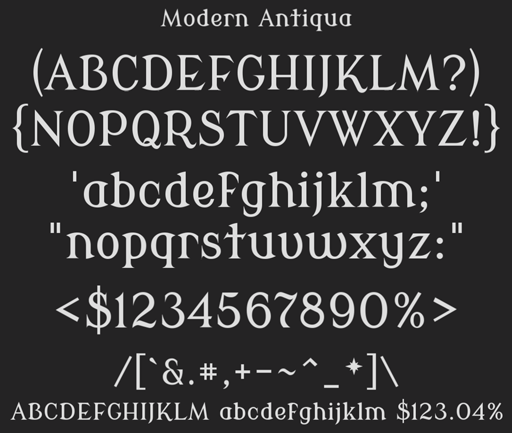 Modern Antiqua
(ABCDEFGHIJKLM?)
{NOPQRSTUVWXYZ!}
'abcdefghijklm;'
"nopqrstuvwxyz:"
<$1234567890%>
/[`&.#,+-~^_*]\
ABCDEFGHIJKLM abcdefghijklm $123.04%